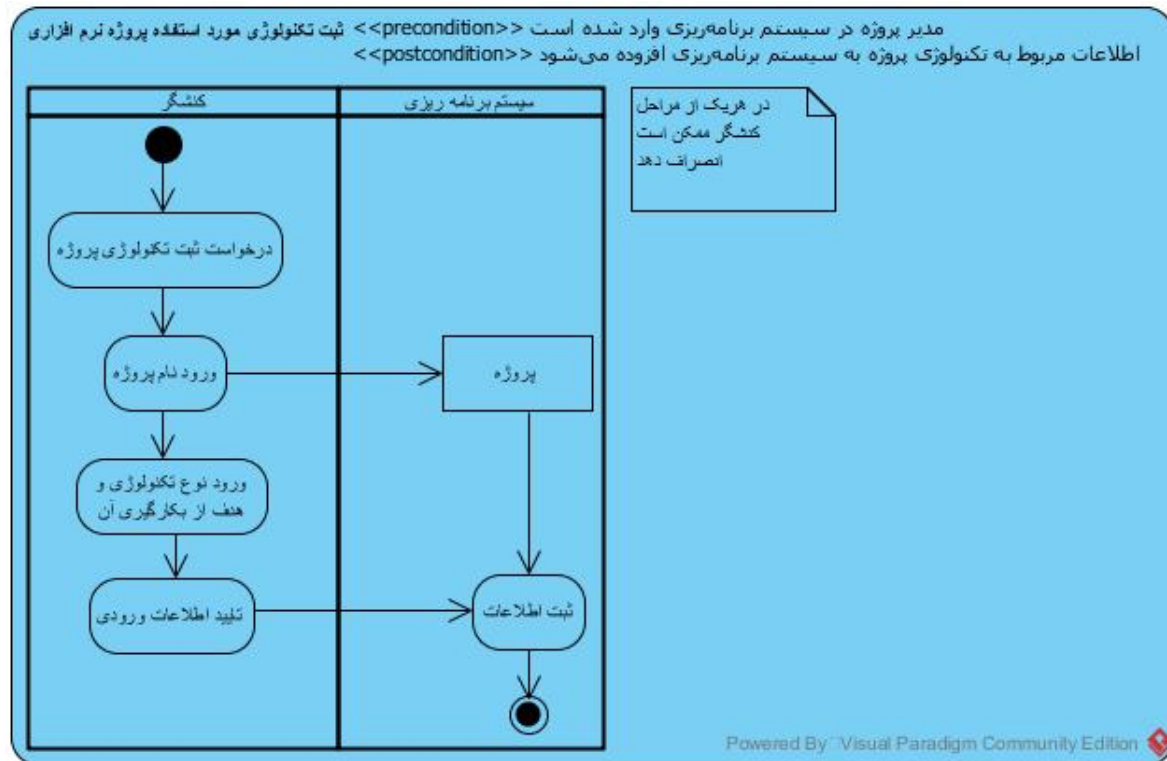 ثبت تکنولوژی مورد استفاده پروژه نرم افزاری <<precondition>> مدیر پروژه در سیستم برنامه‌ریزی وارد شده است
<<postcondition>> اطلاعات مربوط به تکنولوژی پروژه به سیستم برنامه‌ریزی افزوده می‌شود
کنشگر
سیستم برنامه ریزی
در هریک از مراحل
کنشگر ممکن است
انصراف دهد
درخواست ثبت تکنولوژی پروژه
ورود نام پروژه
پروژه
ورود نوع تکنولوژی و
هدف از بکارگیری آن
تایید اطلاعات ورودی
ثبت اطلاعات
Powered By Visual Paradigm Community Edition